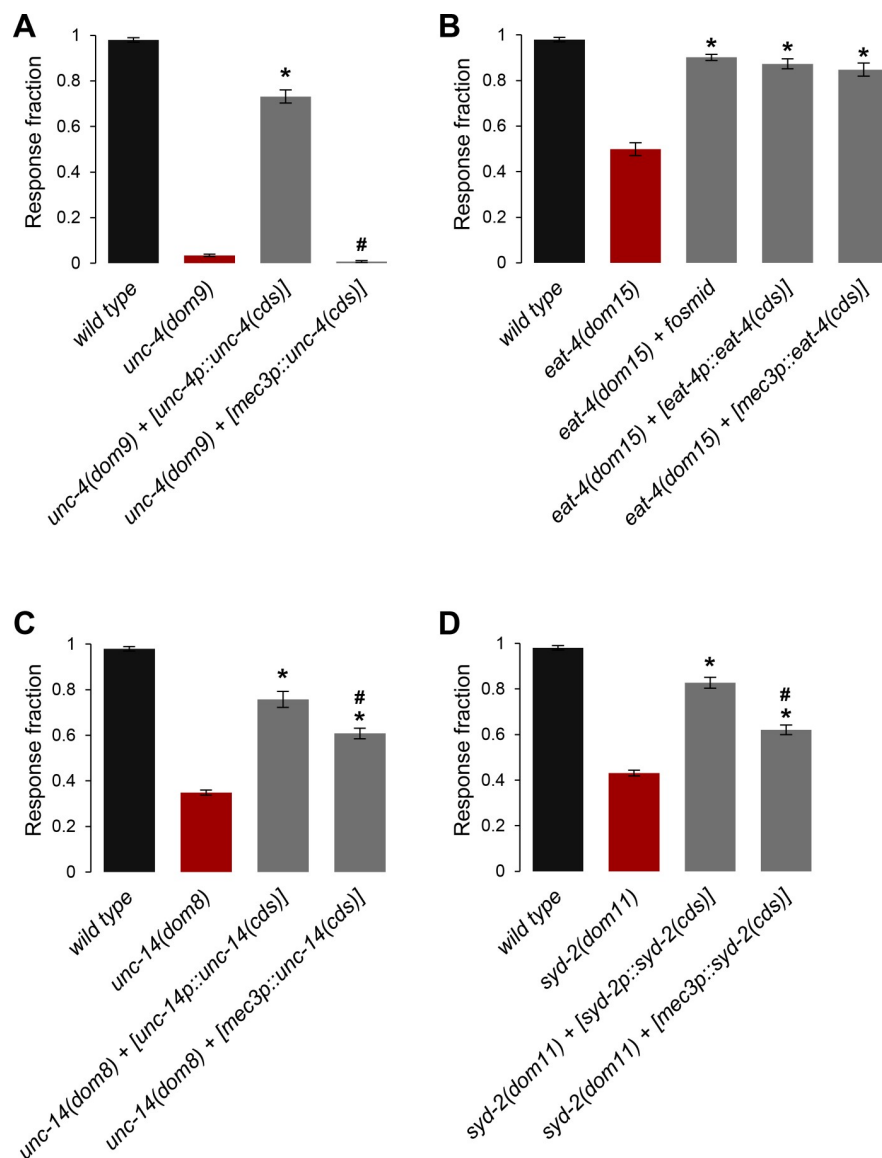 A
Response fraction
1
0.8
0.6
0.4
0.2
0
*
#
wild type
unc-4(dom9)
unc-4(dom9) + [unc-4p::unc-4(cds)]
unc-4(dom9) + [mec3p::unc-4(cds)]
B
Response fraction
1
0.8
0.6
0.4
0.2
0
*
*
*
wild type
eat-4(dom15)
eat-4(dom15) + fosmid
eat-4(dom15) + [eat-4p::eat-4(cds)]
eat-4(dom15) + [mec3p::eat-4(cds)]
C
Response fraction
1
0.8
0.6
0.4
0.2
0
*
#
*
wild type
unc-14(dom8)
unc-14(dom8) + [unc-14p::unc-14(cds)]
unc-14(dom8) + [mec3p::unc-14(cds)]
D
Response fraction
1
0.8
0.6
0.4
0.2
0
*
#
*
wild type
syd-2(dom11)
syd-2(dom11) + [syd-2p::syd-2(cds)]
syd-2(dom11) + [mec3p::syd-2(cds)]